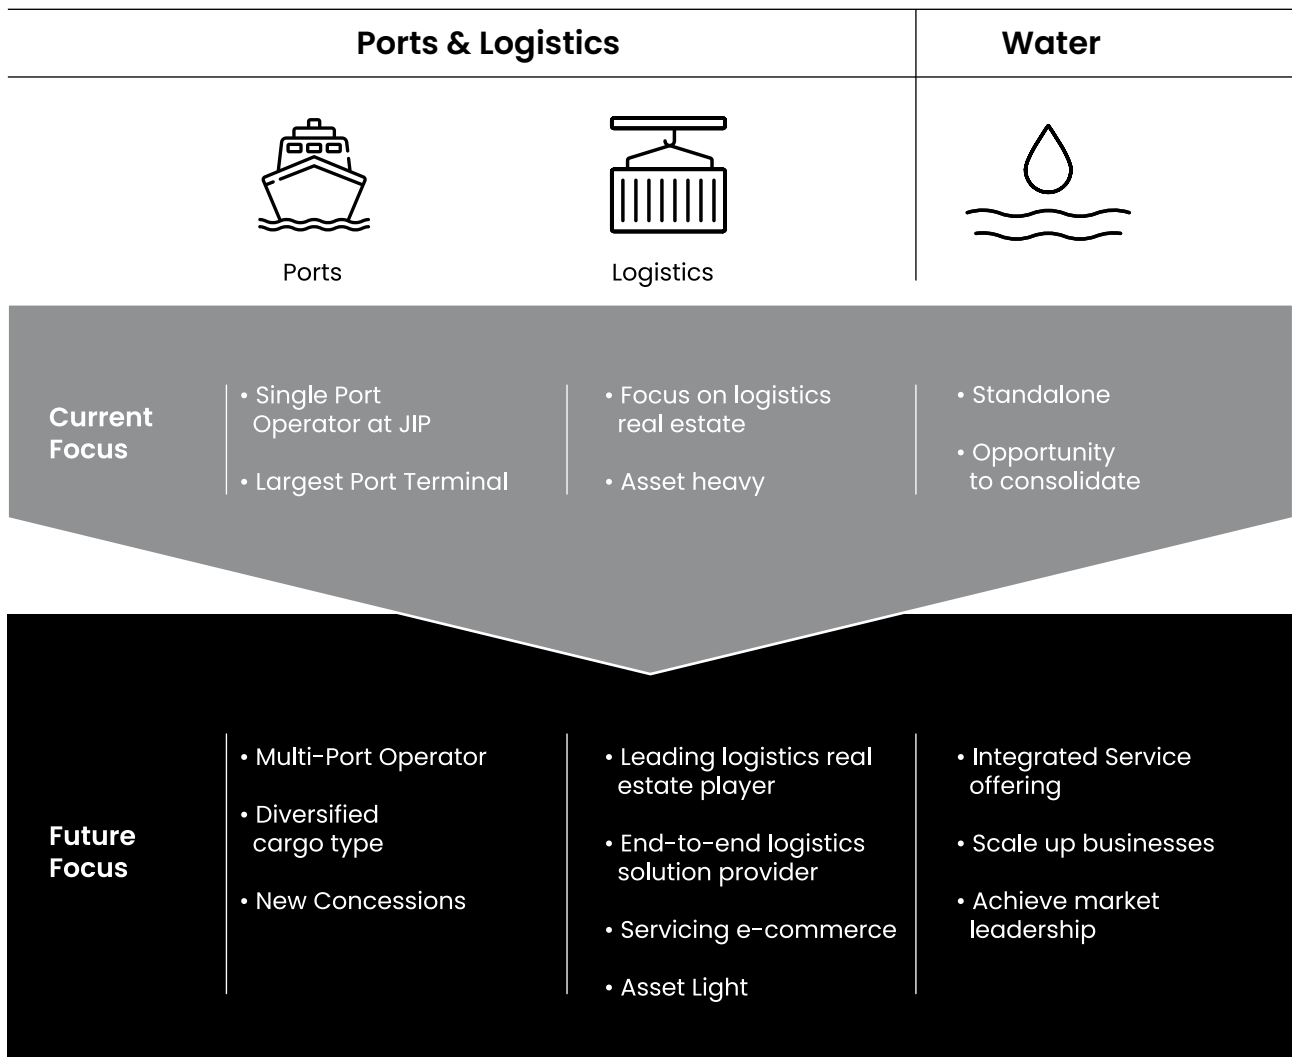 Ports & Logistics
Water
Ports
Logistics
Current
Focus
• Single Port
Operator at JIP
• Largest Port Terminal
• Focus on logistics
real estate
• Asset heavy
• Standalone
• Opportunity
to consolidate
Future
Focus
• Multi-Port Operator
• Diversified
cargo type
• New Concessions
• Leading logistics real
estate player
• End-to-end logistics
solution provider
• Servicing e-commerce
• Asset Light
• Integrated Service
offering
• Scale up businesses
• Achieve market
leadership